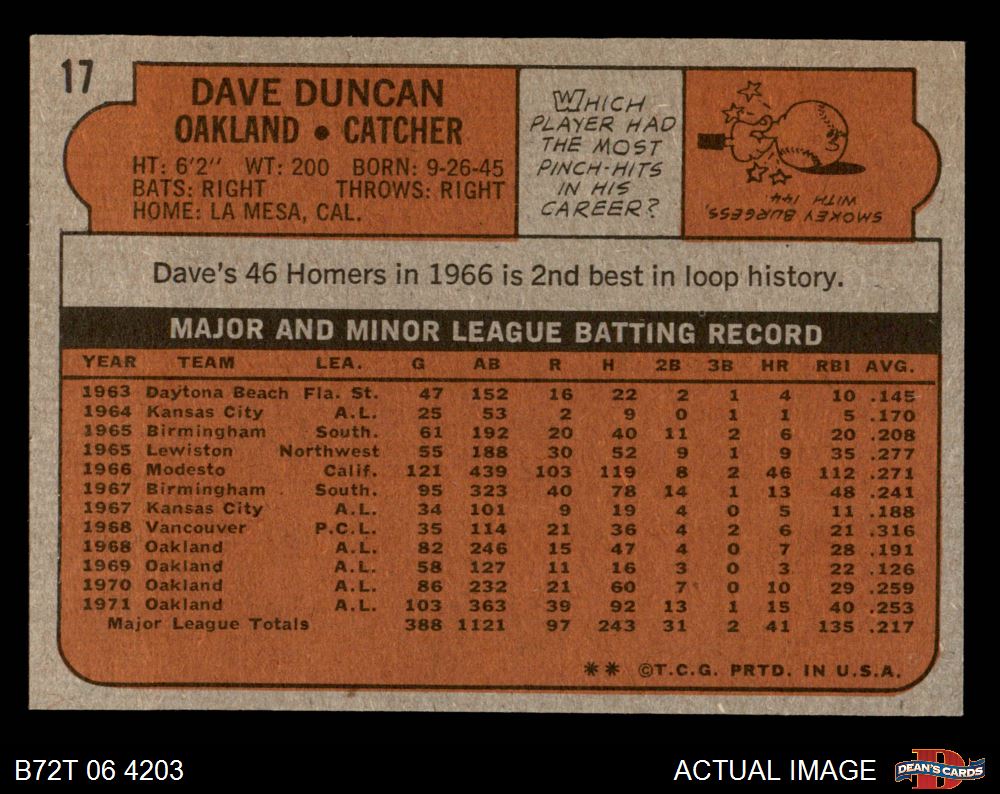 17
DAVE DUNCAN
OAKLAND • CATCHER
HT: 6'2" WT: 200 BORN: 9-26-45
BATS: RIGHT THROWS: RIGHT
HOME: LA MESA, CAL.
WHICH
PLAYER HAD
THE MOST
PINCH-HITS
IN HIS
CAREER?
SMOKEY BURGESS,
WITH 144.
Dave's 46 Homers in 1966 is 2nd best in loop history.
MAJOR AND MINOR LEAGUE BATTING RECORD
YEAR TEAM LEA. G AB R H 2B 3B HR RBI AVG.
1963 Daytona Beach Fla. St. 47 152 16 22 2 1 4 10 .145
1964 Kansas City A.L. 25 53 2 9 0 1 1 5 .170
1965 Birmingham South. 61 192 20 40 11 2 6 20 .208
1965 Lewiston Northwest 55 188 30 52 9 1 9 35 .277
1966 Modesto Calif. 121 439 103 119 8 2 46 112 .271
1967 Birmingham South. 95 323 40 78 14 1 13 48 .241
1967 Kansas City A.L. 34 101 9 19 4 0 5 11 .188
1968 Vancouver P.C.L. 35 114 21 36 4 2 6 21 .316
1968 Oakland A.L. 82 246 15 47 4 0 7 28 .191
1969 Oakland A.L. 58 127 11 16 3 0 3 22 .126
1970 Oakland A.L. 86 232 21 60 7 0 10 29 .259
1971 Oakland A.L. 103 363 39 92 13 1 15 40 .253
Major League Totals 388 1121 97 243 31 2 41 135 .217
** ©T.C.G. PRTD. IN U.S.A.
B72T 06 4203
ACTUAL IMAGE
DEAN'S CARDS